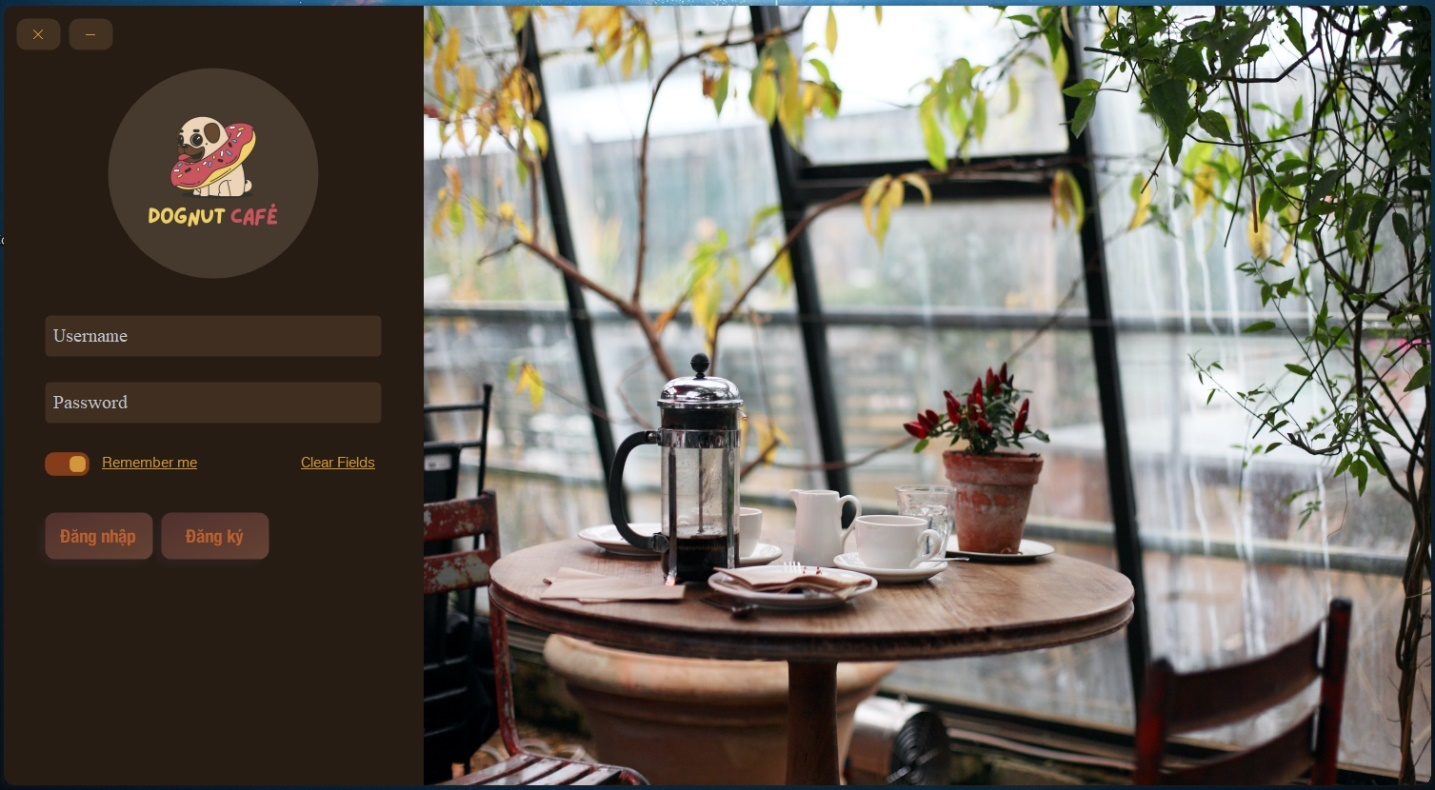 DOGNUT CAFÉ
Username
Password
Remember me
Clear Fields
Đăng nhập
Đăng ký